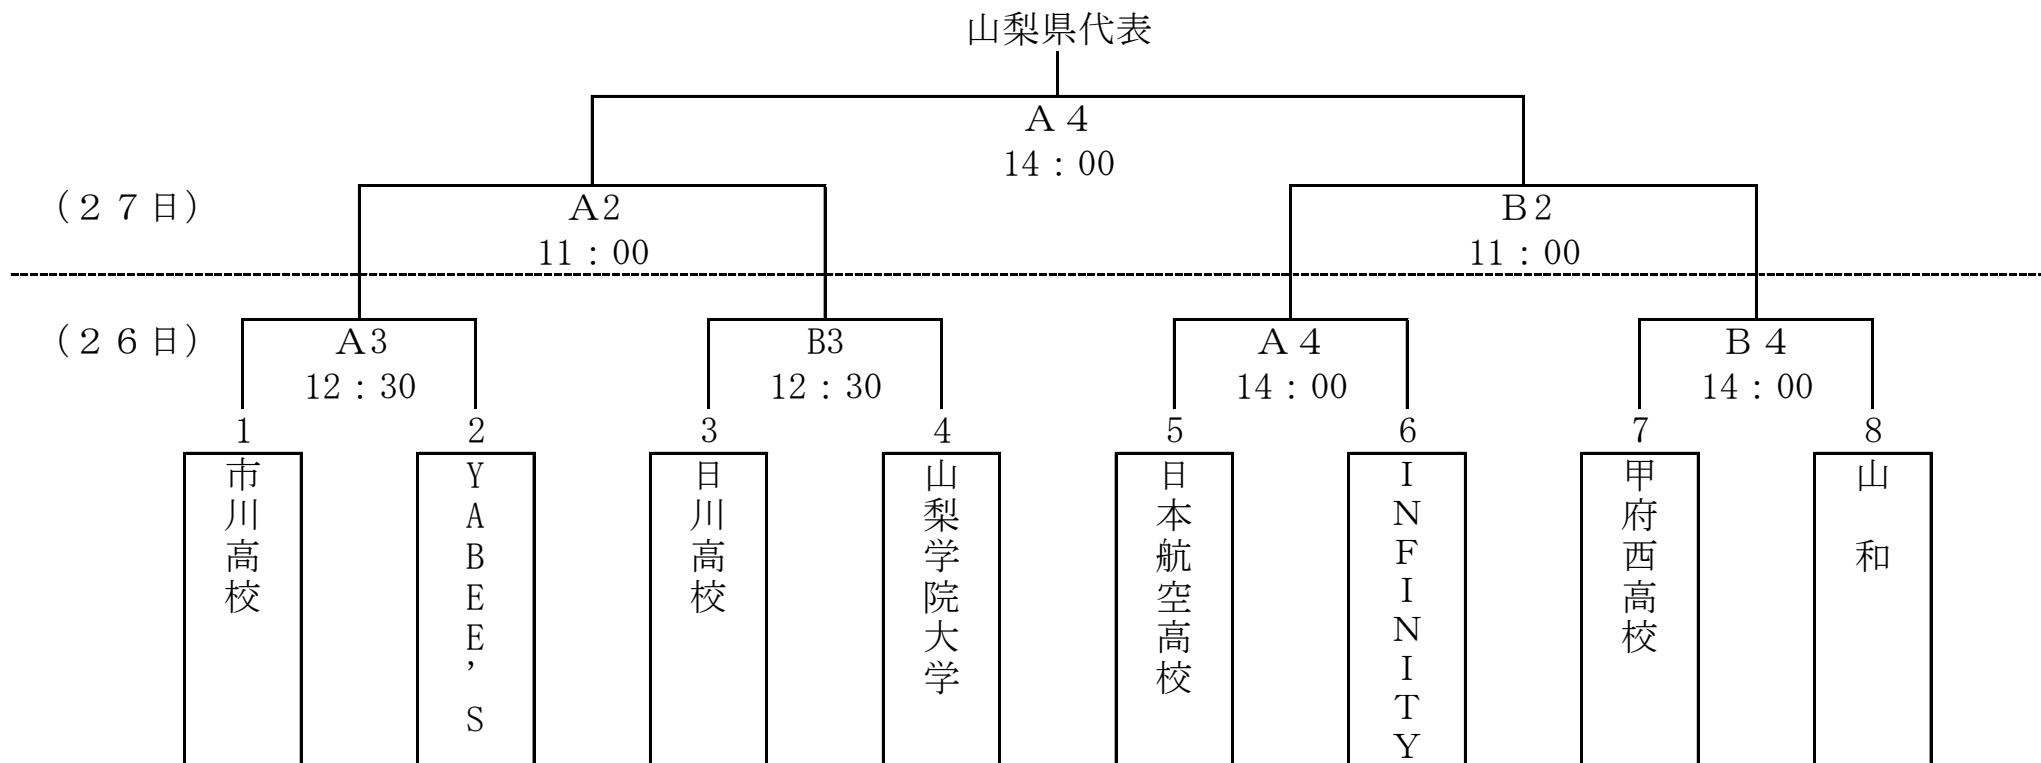 山梨県代表
A 4
14：00
(２７日)
A2
11：00
B2
11：00
(２６日)
A3
12：30
B3
12：30
A 4
14：00
B 4
14：00
1
2
3
4
5
6
7
8
市川高校
YABEE’S
日川高校
山梨学院大学
日本航空高校
INFINITY
甲府西高校
山　和